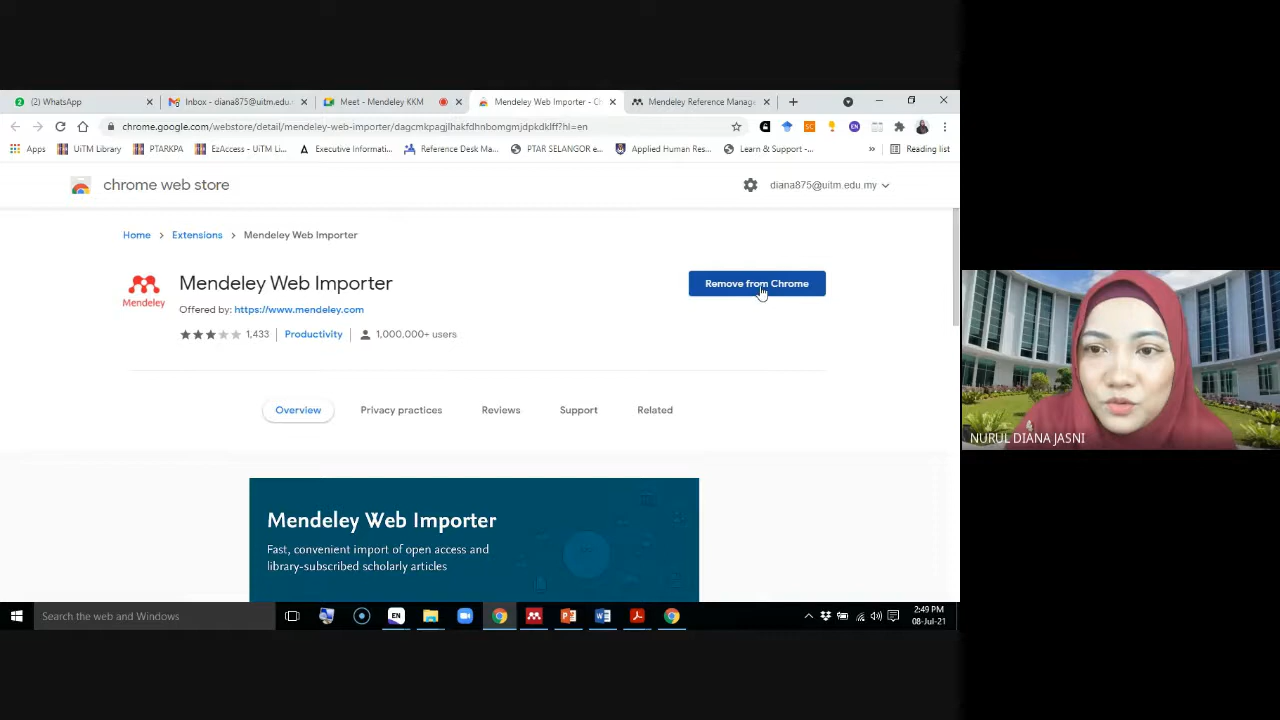 (2) WhatsApp
Inbox - diana875@uitm.edu.
Meet - Mendeley KKM
Mendeley Web Importer - Ch
Mendeley Reference Manag
chrome.google.com/webstore/detail/mendeley-web-importer/dagcmkpagjlhakfdhnbomgmjdpkdklff?hl=en
Apps
UiTM Library
PTARKPA
EzAccess - UiTM Li...
Executive Informati...
Reference Desk Ma...
PTAR SELANGOR e...
Applied Human Res...
Learn & Support -...
»
Reading list
chrome web store
diana875@uitm.edu.my
Home > Extensions > Mendeley Web Importer
Mendeley
Mendeley Web Importer
Offered by: https://www.mendeley.com
1,433
Productivity
1,000,000+ users
Remove from Chrome
Overview
Privacy practices
Reviews
Support
Related
Mendeley Web Importer
Fast, convenient import of open access and
library-subscribed scholarly articles
NURUL DIANA JASNI
Search the web and Windows
EN
2:49 PM
08-Jul-21